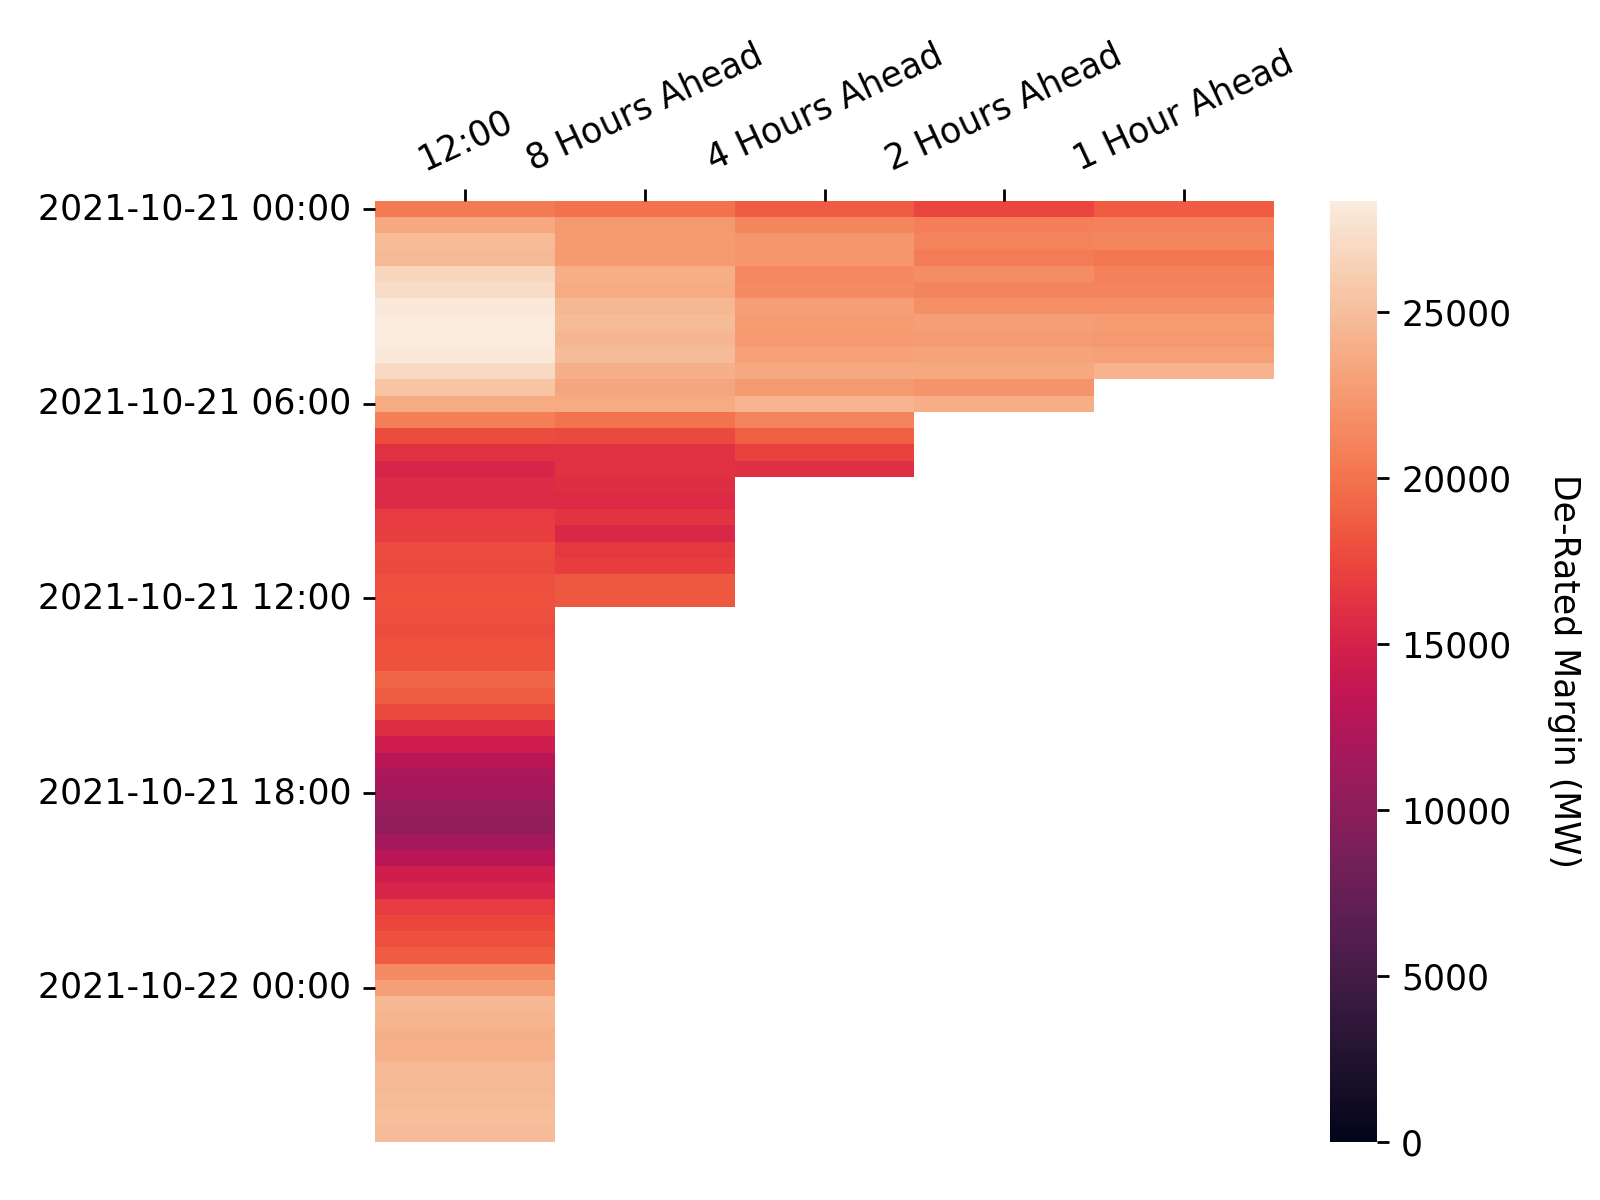 12:00
8 Hours Ahead
4 Hours Ahead
2 Hours Ahead
1 Hour Ahead
2021-10-21 00:00
2021-10-21 06:00
2021-10-21 12:00
2021-10-21 18:00
2021-10-22 00:00
25000
20000
15000
10000
5000
0
De-Rated Margin (MW)